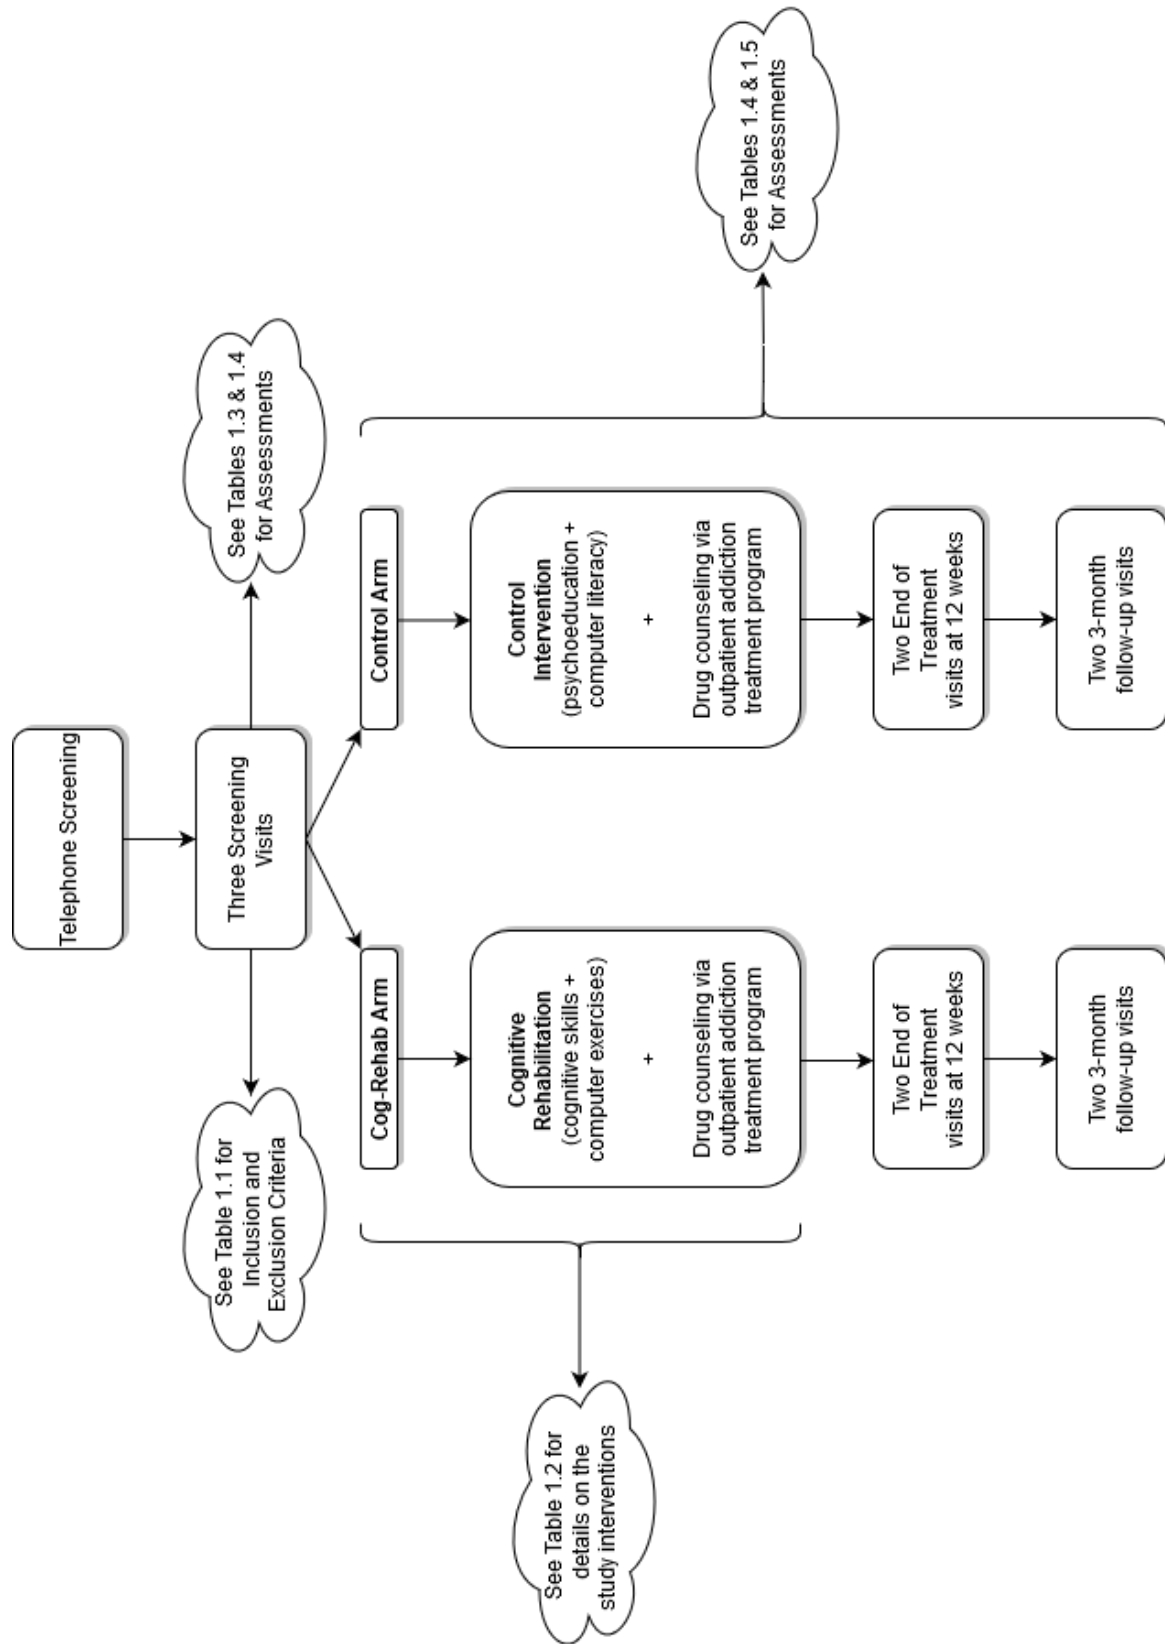 Telephone Screening
Three Screening
Visits
See Table 1.1 for
Inclusion and
Exclusion Criteria
See Tables 1.3 & 1.4
for Assessments
Cog-Rehab Arm
Control Arm
Cognitive
Rehabilitation
(cognitive skills +
computer exercises)
+
Drug counseling via
outpatient addiction
treatment program
Control
Intervention
(psychoeducation +
computer literacy)
+
Drug counseling via
outpatient addiction
treatment program
See Table 1.2 for
details on the
study interventions
See Tables 1.4 & 1.5
for Assessments
Two End of
Treatment
visits at 12 weeks
Two End of
Treatment
visits at 12 weeks
Two 3-month
follow-up visits
Two 3-month
follow-up visits